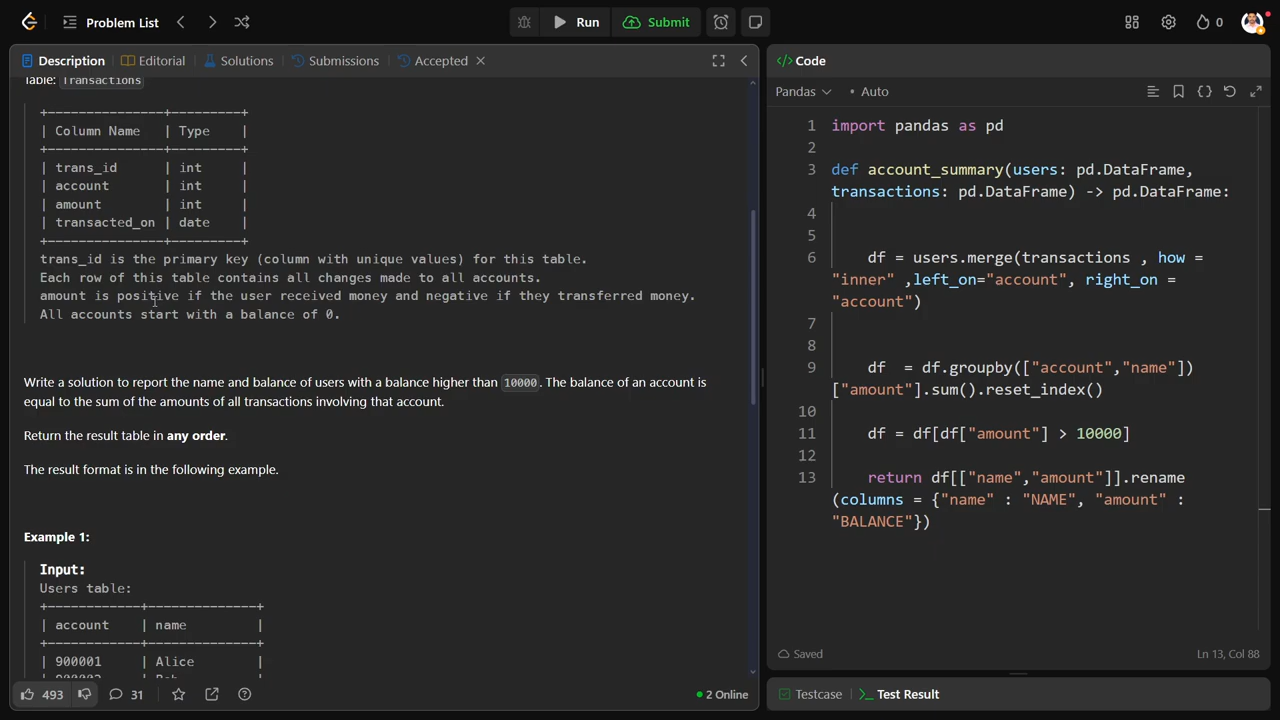 Problem List
Run
Submit
0
Description
Editorial
Solutions
Submissions
Accepted
Table: Transactions
+---------------+---------+
| Column Name | Type |
+---------------+---------+
| trans_id | int |
| account | int |
| amount | int |
| transacted_on | date |
+---------------+---------+
trans_id is the primary key (column with unique values) for this table.
Each row of this table contains all changes made to all accounts.
amount is positive if the user received money and negative if they transferred money.
All accounts start with a balance of 0.
Write a solution to report the name and balance of users with a balance higher than 10000. The balance of an account is
equal to the sum of the amounts of all transactions involving that account.
Return the result table in any order.
The result format is in the following example.
Example 1:
Input:
Users table:
+------------+--------------+
| account | name |
+------------+--------------+
| 900001 | Alice |
493
31
2 Online
</> Code
Pandas
• Auto
1 import pandas as pd
2
3 def account_summary(users: pd.DataFrame,
transactions: pd.DataFrame) -> pd.DataFrame:
4
5
6 df = users.merge(transactions , how =
"inner" ,left_on="account", right_on =
"account")
7
8
9 df  = df.groupby(["account","name"])
["amount"].sum().reset_index()
10
11 df = df[df["amount"] > 10000]
12
13 return df[["name","amount"]].rename
(columns = {"name" : "NAME", "amount" :
"BALANCE"})
Saved
Ln 13, Col 88
Testcase
Test Result